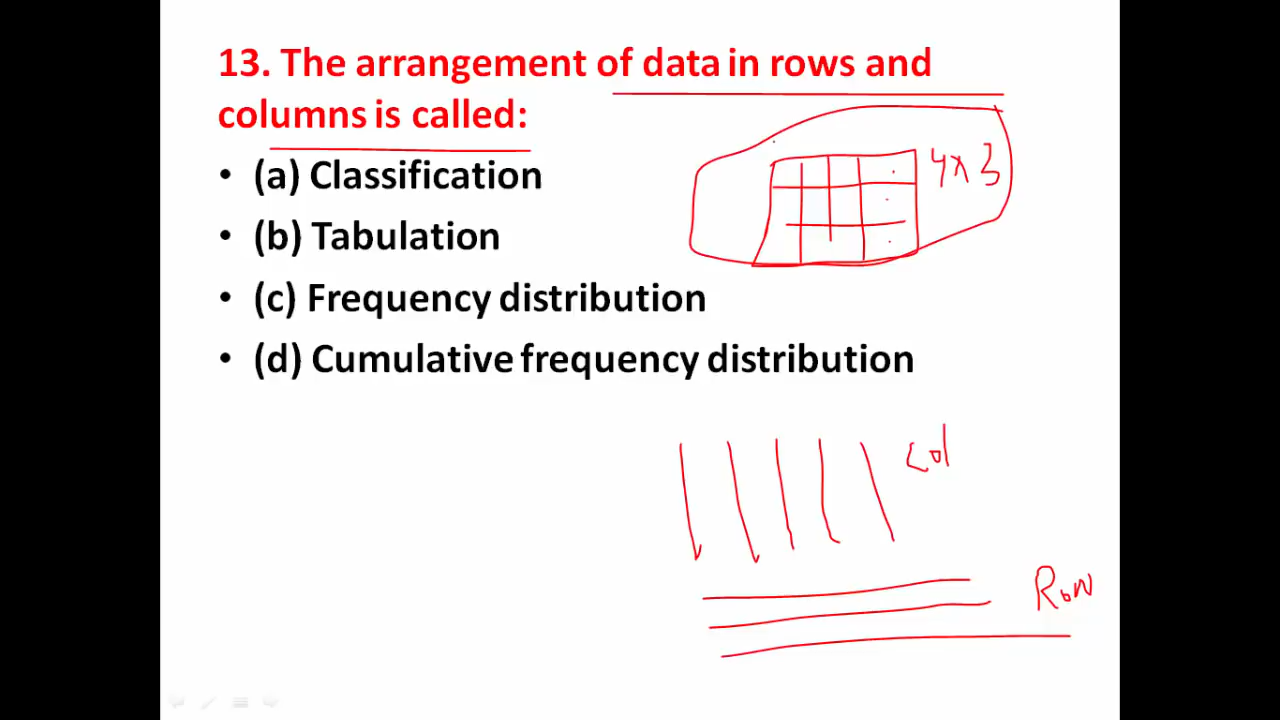 13. The arrangement of data in rows and
columns is called:
• (a) Classification
4x3
• (b) Tabulation
• (c) Frequency distribution
• (d) Cumulative frequency distribution
Col
Row